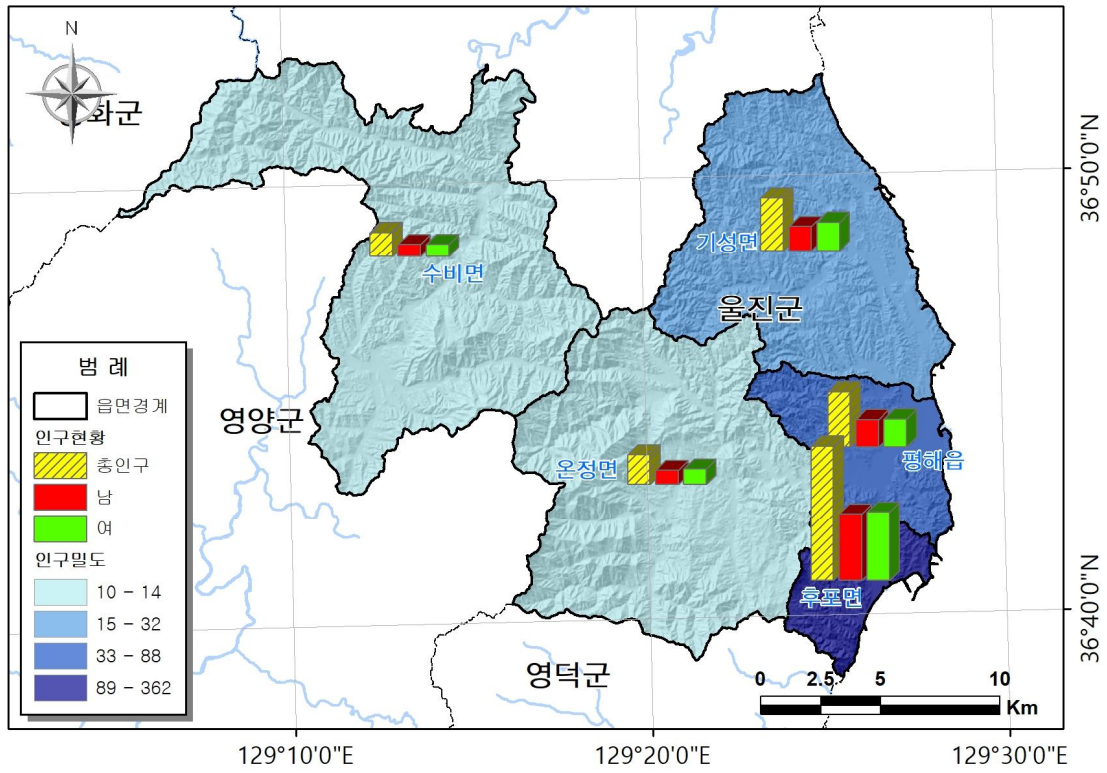 N
화군
36°50'0"N
기성면
수비면
울진군
범 례
읍면경계
인구현황
총인구
남
여
인구밀도
10 - 14
15 - 32
33 - 88
89 - 362
영양군
평해읍
온정면
후포면
36°40'0"N
영덕군
0 2.5 5 10
Km
129°10'0"E 129°20'0"E 129°30'0"E